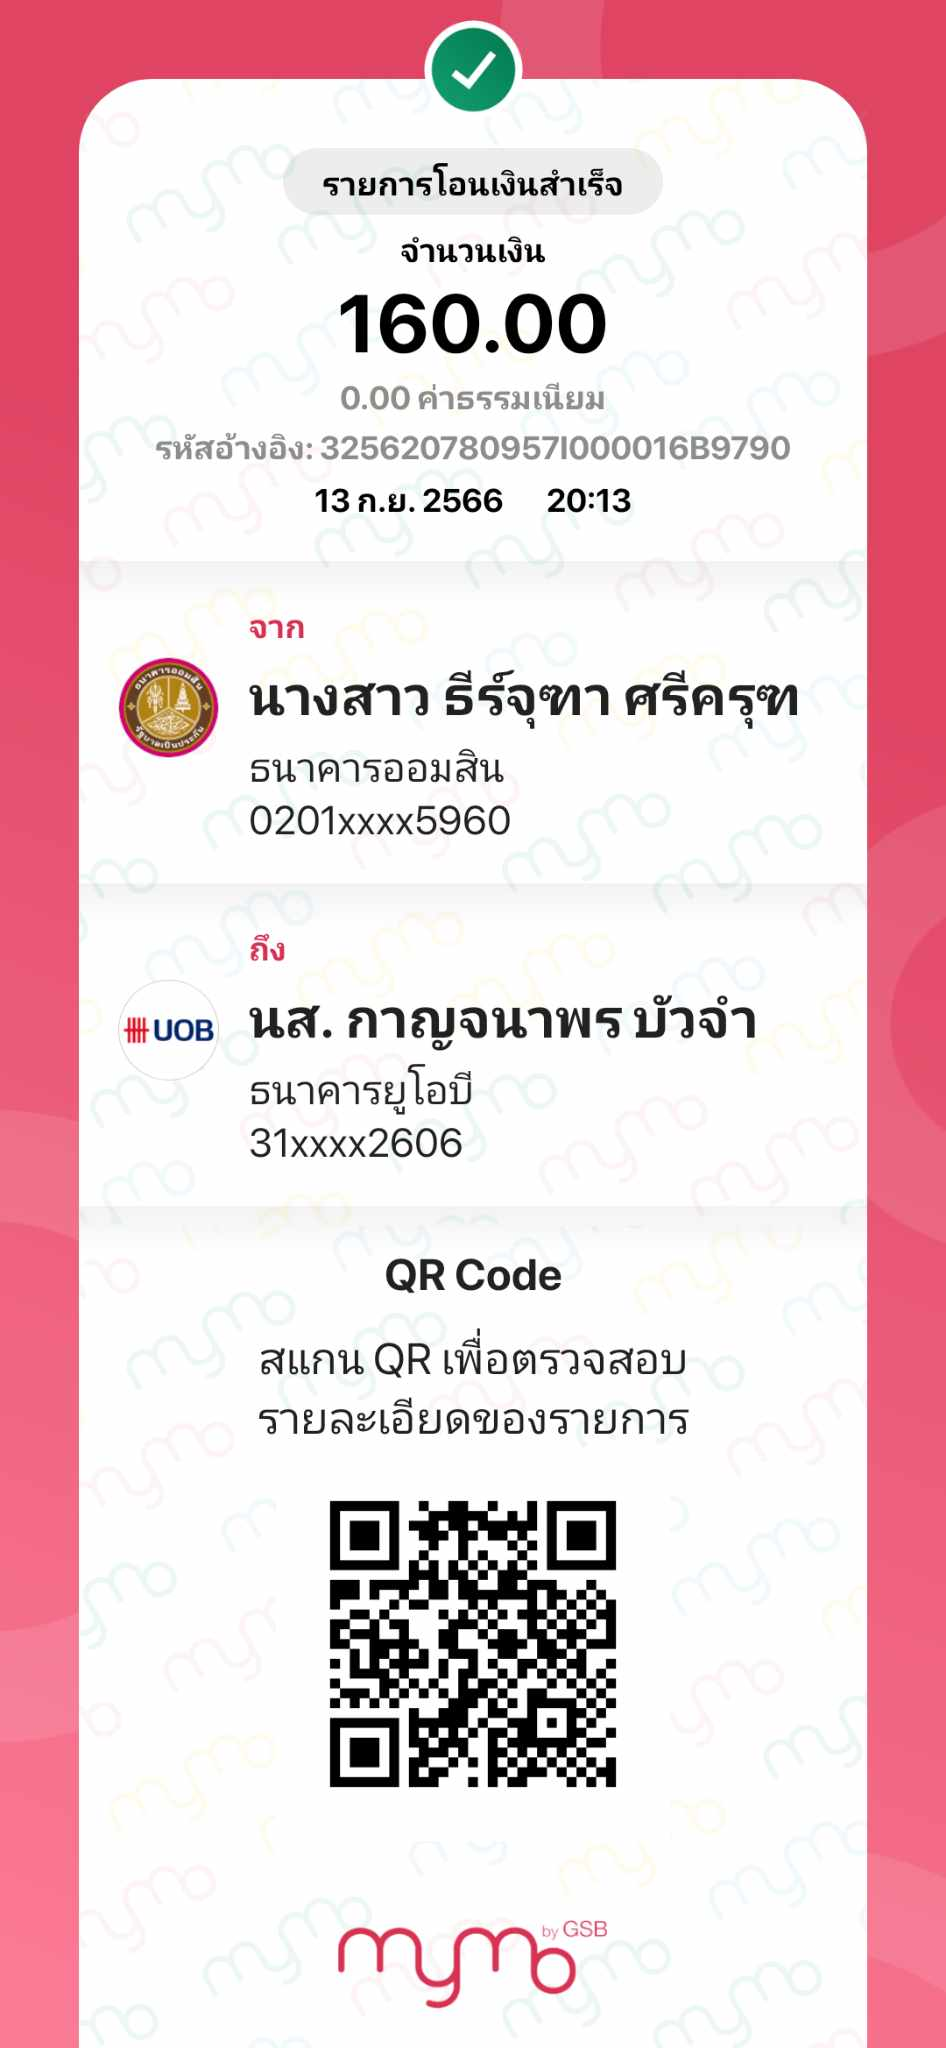 รายการโอนเงินสำเร็จ
จำนวนเงิน
160.00
0.00 ค่าธรรมเนียม
รหัสอ้างอิง: 325620780957I000016B9790
13 ก.ย. 2566 20:13
จาก
นางสาว ธีร์จุฑา ศรีครุฑ
ธนาคารออมสิน
0201xxxx5960
ถึง
UOB
นส. กาญจนาพร บัวจำ
ธนาคารยูโอบี
31xxxx2606
QR Code
สแกน QR เพื่อตรวจสอบ
รายละเอียดของรายการ
mymo by GSB